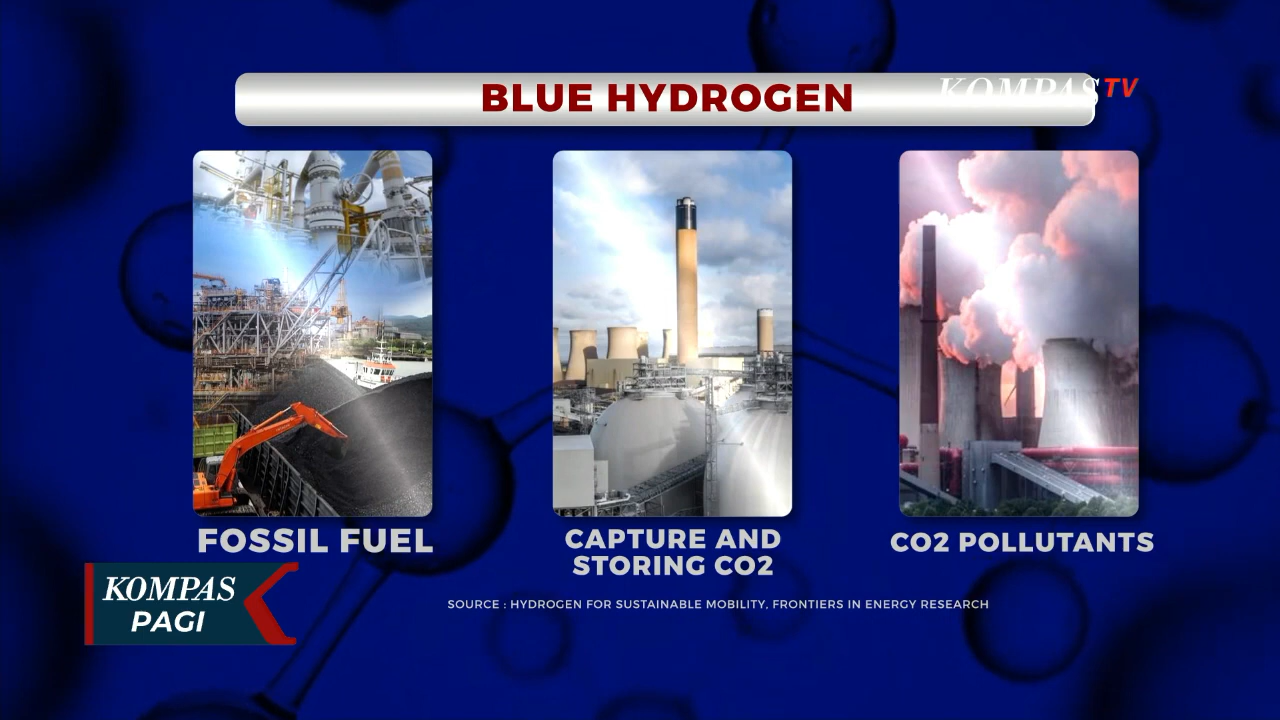 BLUE HYDROGEN
KOMPAS TV
FOSSIL FUEL
CAPTURE AND
STORING CO2
CO2 POLLUTANTS
SOURCE : HYDROGEN FOR SUSTAINABLE MOBILITY, FRONTIERS IN ENERGY RESEARCH
KOMPAS
PAGI